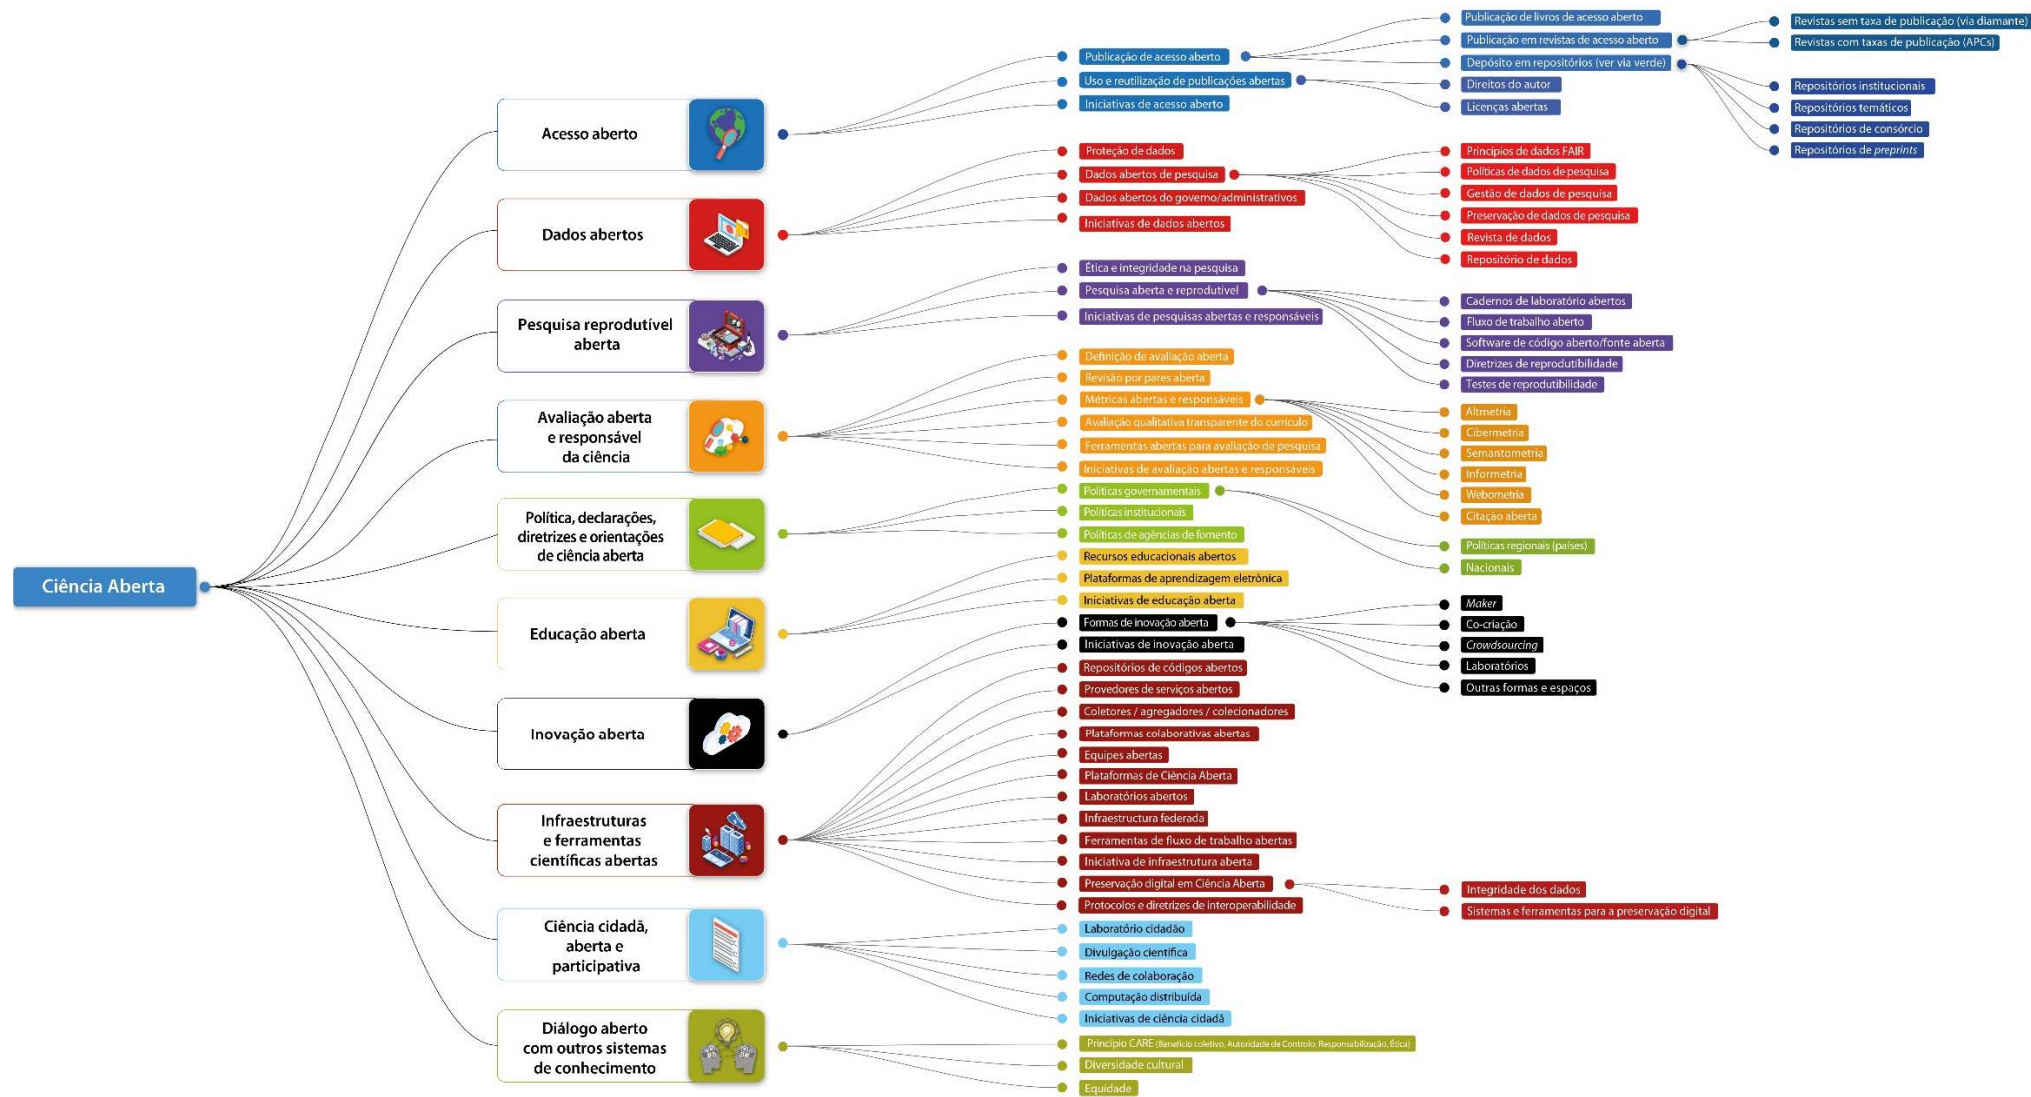 Ciência Aberta
Acesso aberto
Publicação de acesso aberto
Publicação de livros de acesso aberto
Publicação em revistas de acesso aberto
Revistas sem taxa de publicação (via diamante)
Revistas com taxas de publicação (APCs)
Depósito em repositórios (ver via verde)
Repositórios institucionais
Repositórios temáticos
Repositórios de consórcio
Repositórios de preprints
Uso e reutilização de publicações abertas
Direitos do autor
Licenças abertas
Iniciativas de acesso aberto
Dados abertos
Proteção de dados
Dados abertos de pesquisa
Princípios de dados FAIR
Políticas de dados de pesquisa
Gestão de dados de pesquisa
Preservação de dados de pesquisa
Revista de dados
Repositório de dados
Dados abertos do governo/administrativos
Iniciativas de dados abertos
Pesquisa reprodutível
aberta
Ética e integridade na pesquisa
Pesquisa aberta e reprodutível
Cadernos de laboratório abertos
Fluxo de trabalho aberto
Software de código aberto/fonte aberta
Diretrizes de reprodutibilidade
Testes de reprodutibilidade
Iniciativas de pesquisas abertas e responsáveis
Avaliação aberta
e responsável
da ciência
Definição de avaliação aberta
Revisão por pares aberta
Métricas abertas e responsáveis
Altmetria
Cibermetria
Semantometria
Informetria
Webometria
Citação aberta
Avaliação qualitativa transparente do currículo
Ferramentas abertas para avaliação de pesquisa
Iniciativas de avaliação abertas e responsáveis
Política, declarações,
diretrizes e orientações
de ciência aberta
Políticas governamentais
Políticas regionais (países)
Nacionais
Políticas institucionais
Políticas de agências de fomento
Educação aberta
Recursos educacionais abertos
Plataformas de aprendizagem eletrônica
Iniciativas de educação aberta
Inovação aberta
Formas de inovação aberta
Maker
Co-criação
Crowdsourcing
Laboratórios
Outras formas e espaços
Iniciativas de inovação aberta
Infraestruturas
e ferramentas
científicas abertas
Repositórios de códigos abertos
Provedores de serviços abertos
Coletores / agregadores / colecionadores
Plataformas colaborativas abertas
Equipes abertas
Plataformas de Ciência Aberta
Laboratórios abertos
Infraestructura federada
Ferramentas de fluxo de trabalho abertas
Iniciativa de infraestrutura aberta
Preservação digital em Ciência Aberta
Integridade dos dados
Sistemas e ferramentas para a preservação digital
Protocolos e diretrizes de interoperabilidade
Ciência cidadã,
aberta e
participativa
Laboratório cidadão
Divulgação científica
Redes de colaboração
Computação distribuída
Iniciativas de ciência cidadã
Diálogo aberto
com outros sistemas
de conhecimento
Princípio CARE (Benefício coletivo, Autoridade de Controlo, Responsabilização, Ética)
Diversidade cultural
Equidade